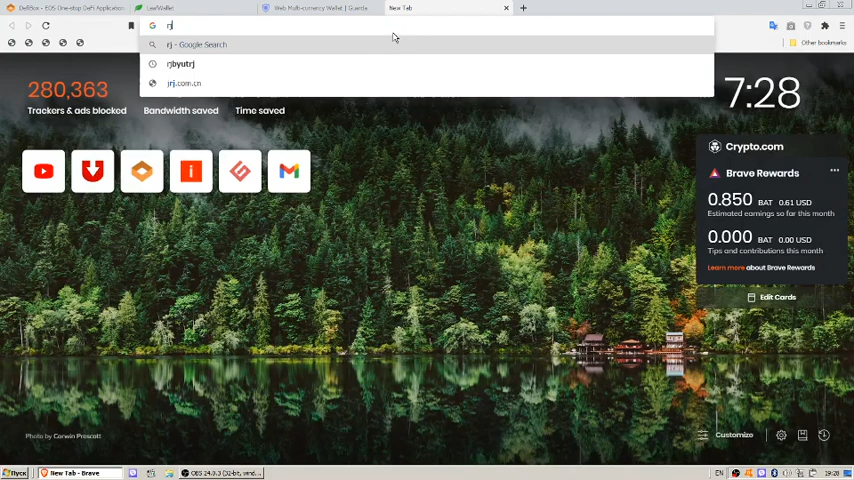 DefiBox - EOS One-stop DeFi Application
LeafWallet
Web Multi-currency Wallet | Guarda
New Tab
rj
Other bookmarks
rj - Google Search
rjbyutrj
jrj.com.cn
280,363
Trackers & ads blocked
Bandwidth saved
Time saved
7:28
Crypto.com
Brave Rewards
0.850 BAT 0.61 USD
Estimated earnings so far this month
0.000 BAT 0.00 USD
Tips and contributions this month
Learn more about Brave Rewards
Edit Cards
Photo by Corwin Prescott
Customize
Пуск
New Tab - Brave
OBS 24.0.3 (32-bit, wind...
EN
19:28